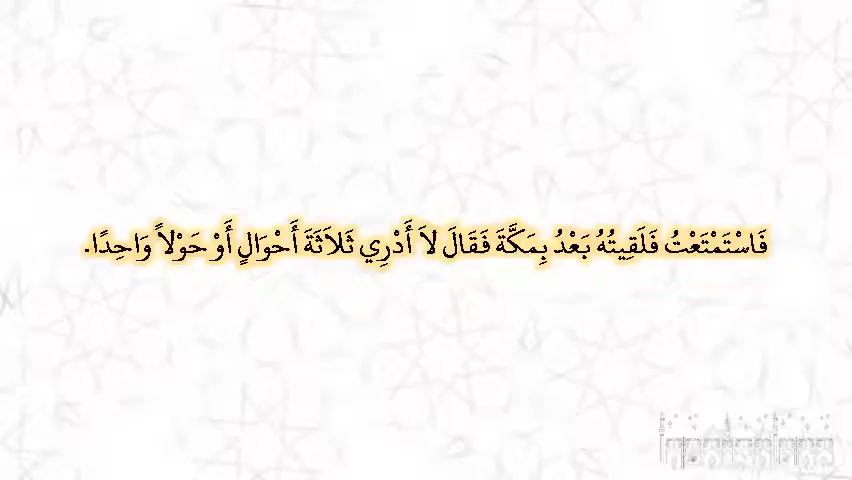 فَاسْتَمْتَعْتُ فَلَقِيتُهُ بَعْدُ بِمَكَّةَ فَقَالَ لاَ أَدْرِي ثَلاَثَةَ أَحْوَالٍ أَوْ حَوْلاً وَاحِدًا.